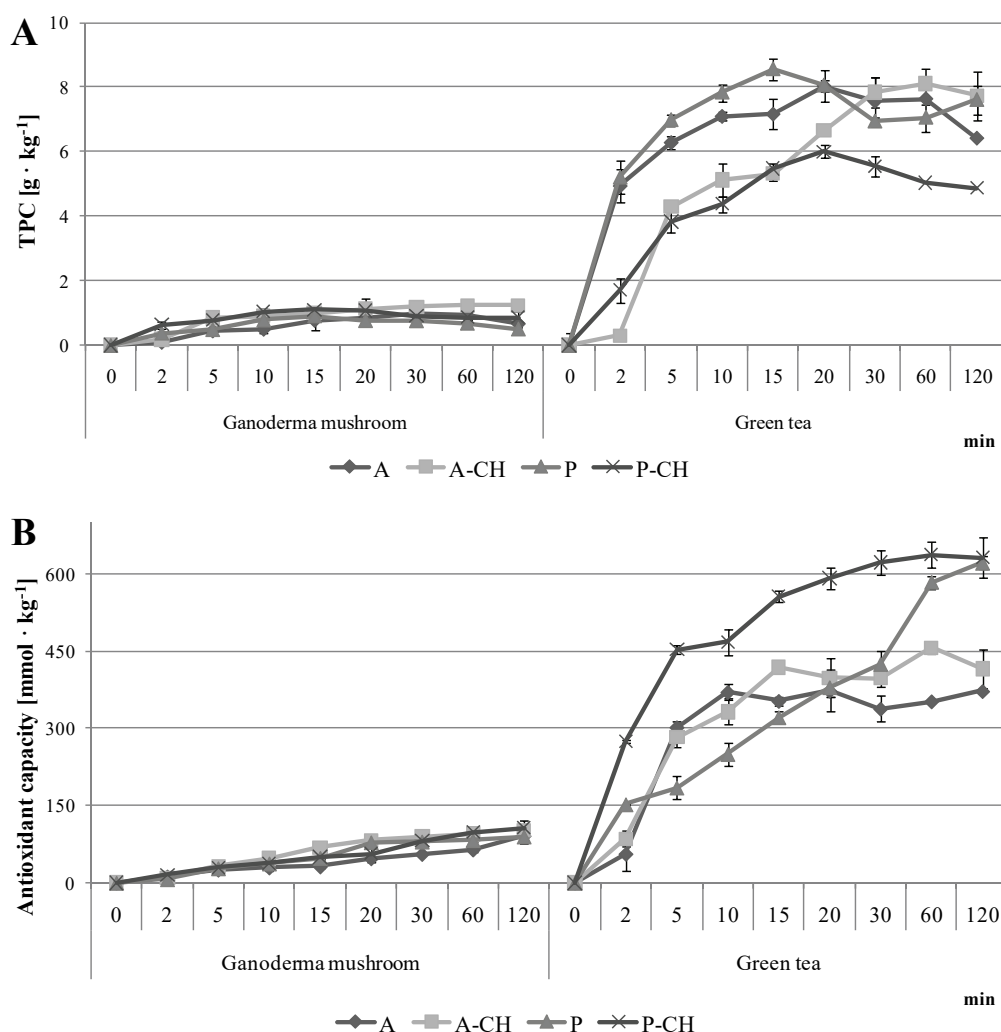 A
10
8
6
4
2
0
TPC [g · kg⁻¹]
0 2 5 10 15 20 30 60 120 0 2 5 10 15 20 30 60 120
Ganoderma mushroom Green tea
min
A A-CH P P-CH
B
600
450
300
150
0
Antioxidant capacity [mmol · kg⁻¹]
0 2 5 10 15 20 30 60 120 0 2 5 10 15 20 30 60 120
Ganoderma mushroom Green tea
min
A A-CH P P-CH